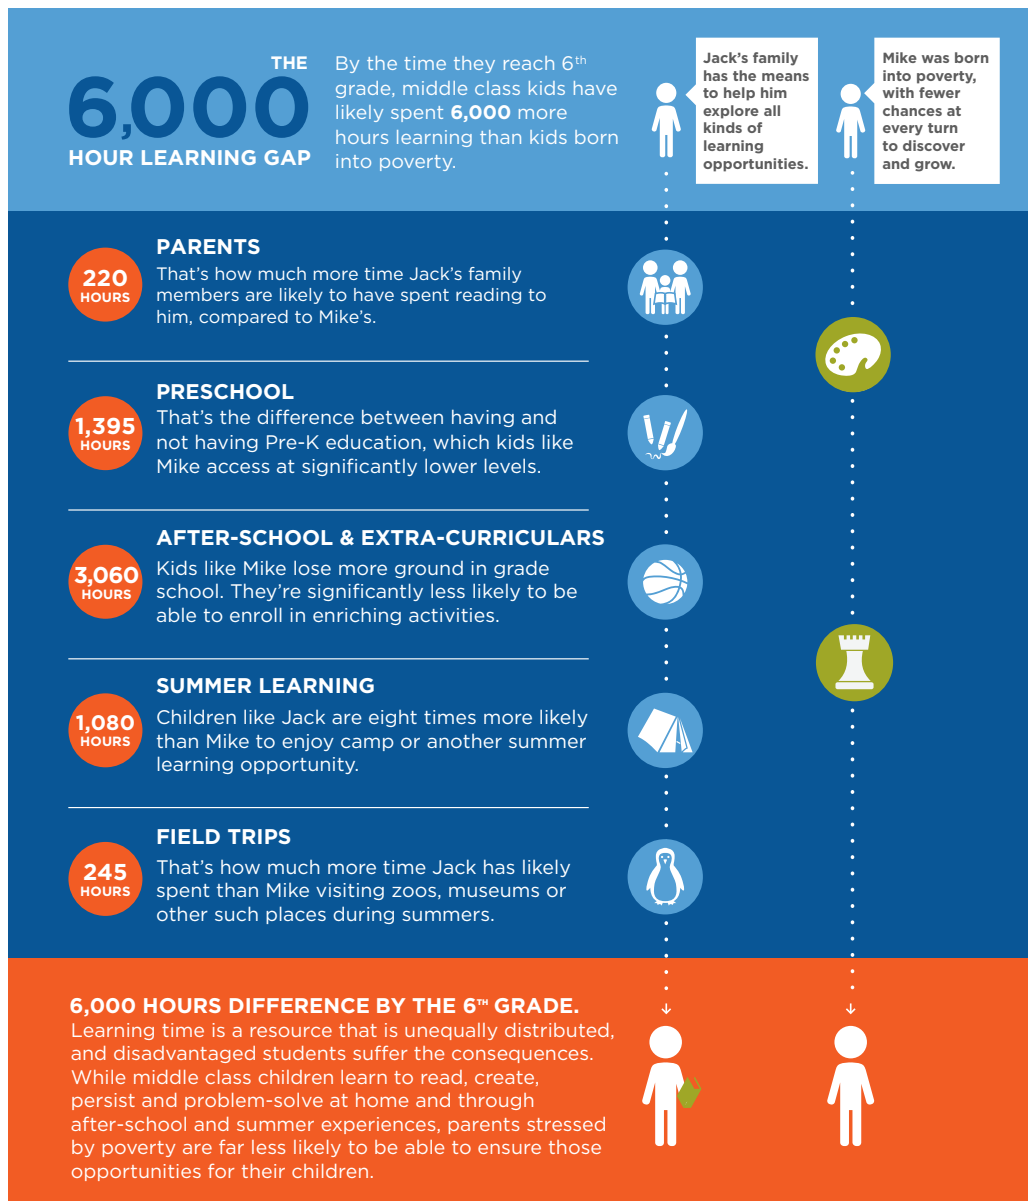 THE
6,000
HOUR LEARNING GAP
By the time they reach 6th
grade, middle class kids have
likely spent 6,000 more
hours learning than kids born
into poverty.
Jack’s family
has the means
to help him
explore all
kinds of
learning
opportunities.
Mike was born
into poverty,
with fewer
chances at
every turn
to discover
and grow.
220
HOURS
PARENTS
That’s how much more time Jack’s family
members are likely to have spent reading to
him, compared to Mike’s.
1,395
HOURS
PRESCHOOL
That’s the difference between having and
not having Pre-K education, which kids like
Mike access at significantly lower levels.
3,060
HOURS
AFTER-SCHOOL & EXTRA-CURRICULARS
Kids like Mike lose more ground in grade
school. They’re significantly less likely to be
able to enroll in enriching activities.
1,080
HOURS
SUMMER LEARNING
Children like Jack are eight times more likely
than Mike to enjoy camp or another summer
learning opportunity.
245
HOURS
FIELD TRIPS
That’s how much more time Jack has likely
spent than Mike visiting zoos, museums or
other such places during summers.
6,000 HOURS DIFFERENCE BY THE 6TH GRADE.
Learning time is a resource that is unequally distributed,
and disadvantaged students suffer the consequences.
While middle class children learn to read, create,
persist and problem-solve at home and through
after-school and summer experiences, parents stressed
by poverty are far less likely to be able to ensure those
opportunities for their children.